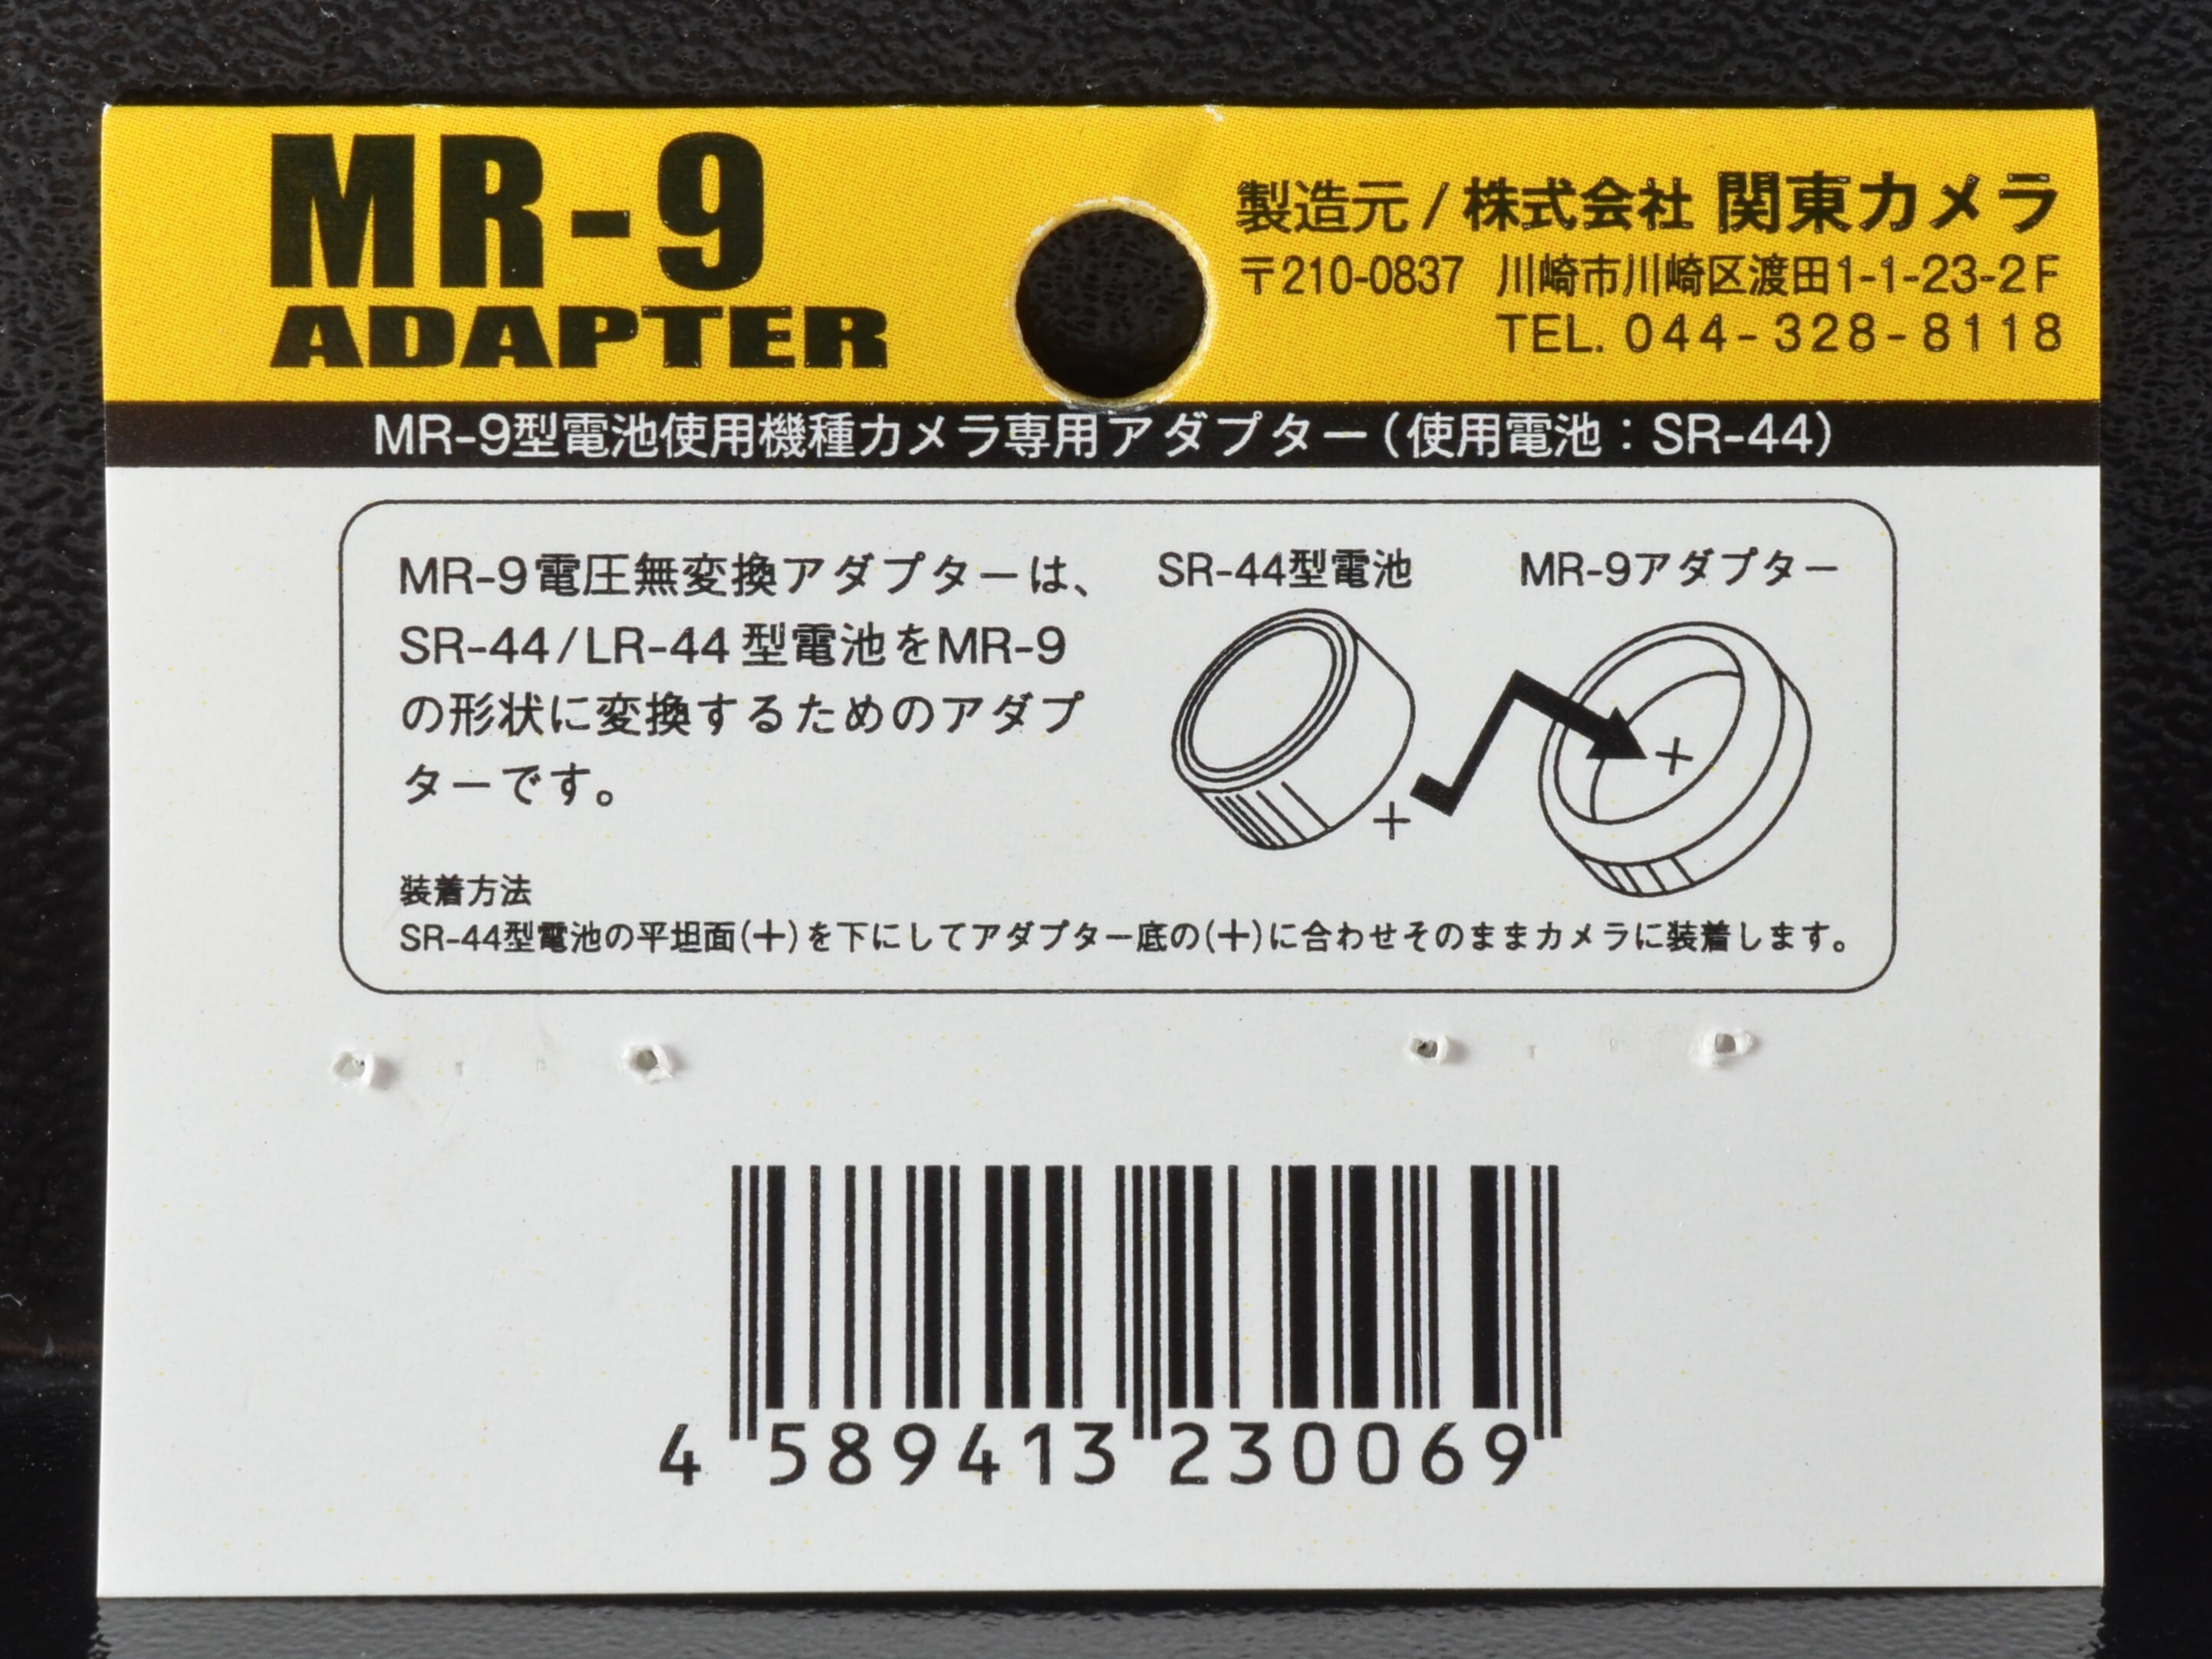 MR-9
ADAPTER
製造元/株式会社 関東カメラ
〒210-0837 川崎市川崎区渡田1-1-23-2F
TEL. 044-328-8118
MR-9型電池使用機種カメラ専用アダプター(使用電池：SR-44)
MR-9電圧無変換アダプターは、
SR-44/LR-44型電池をMR-9
の形状に変換するためのアダプ
ターです。
SR-44型電池
MR-9アダプター
+
+
装着方法
SR-44型電池の平坦面(+)を下にしてアダプター底の(+)に合わせそのままカメラに装着します。
4 589413 230069